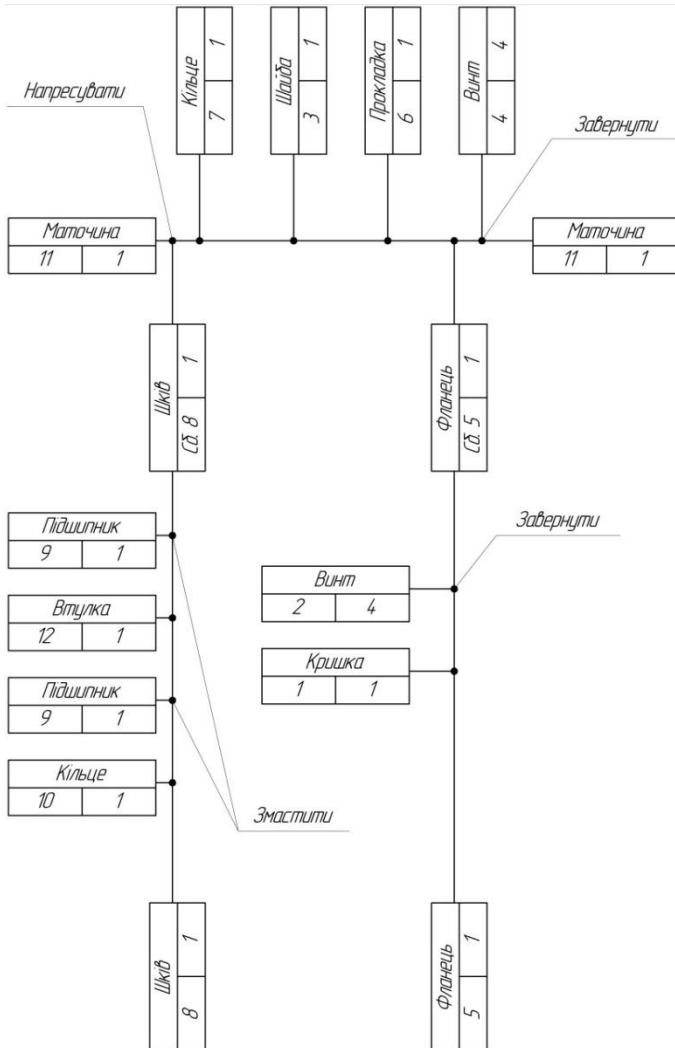 Кільце
7 1
Шайба
3 1
Прокладка
6 1
Винт
4 4
Напресувати
Завернути
Маточина
11 1
Маточина
11 1
Шків
Сб. 8 1
Фланець
Сб. 5 1
Підшипник
9 1
Завернути
Втулка
12 1
Винт
2 4
Підшипник
9 1
Кришка
1 1
Кільце
10 1
Змастити
Шків
8 1
Фланець
5 1